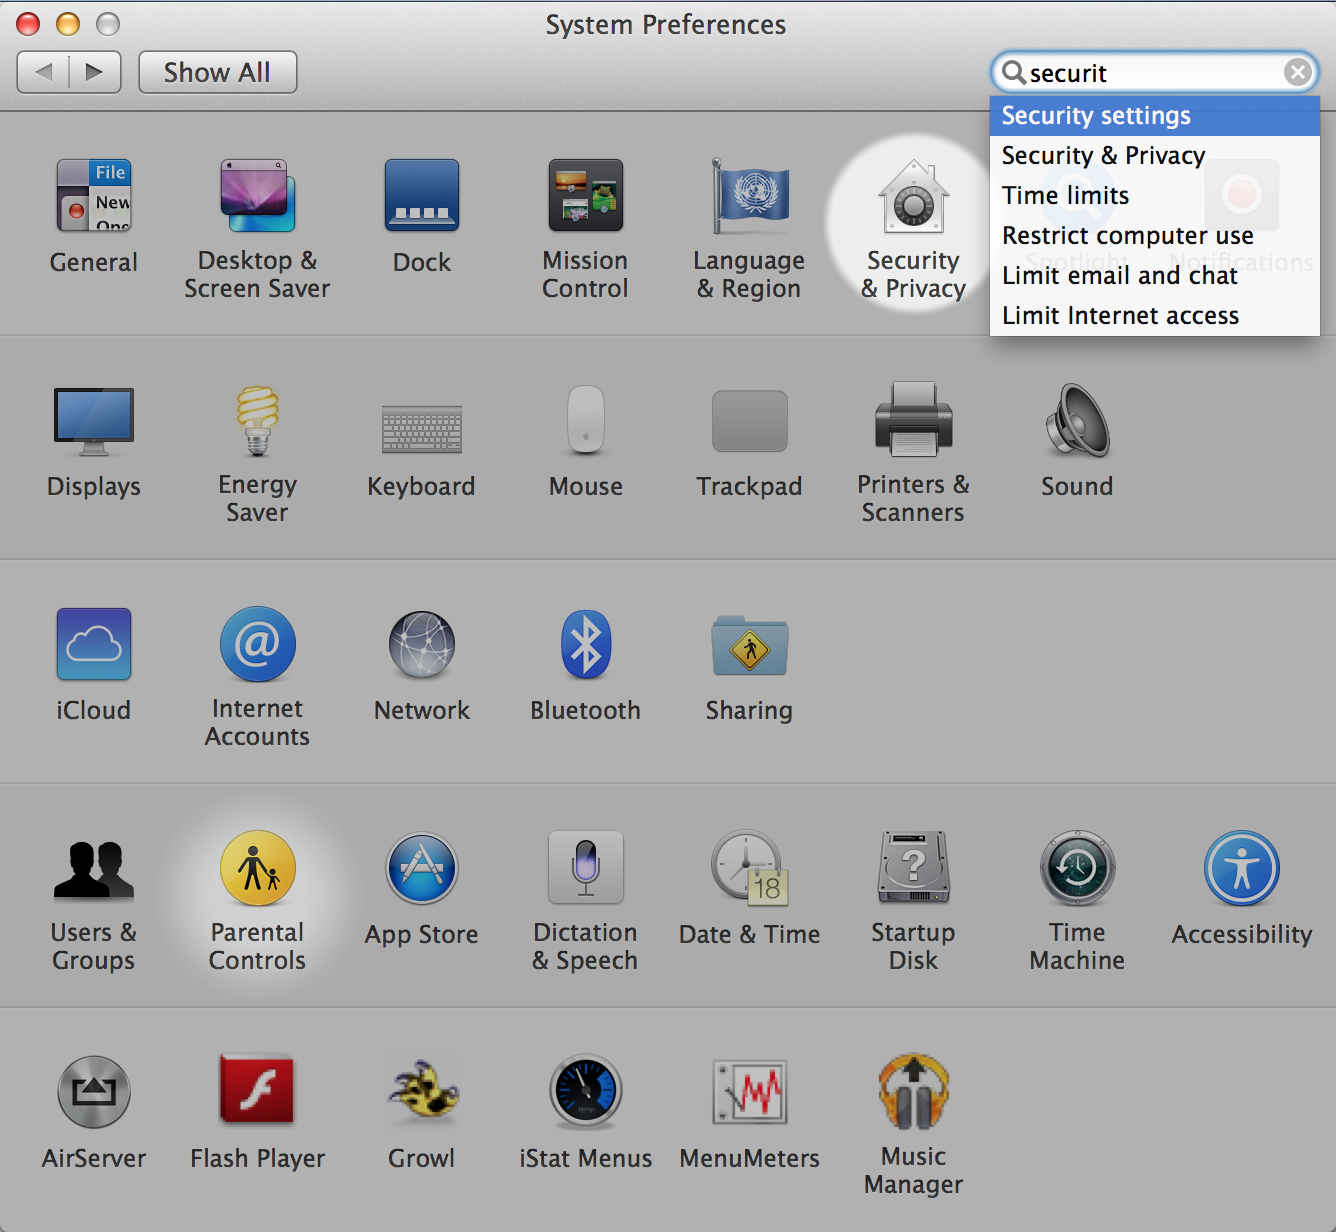 System Preferences
Show All
securit
Security settings
Security & Privacy
Time limits
Restrict computer use
Limit email and chat
Limit Internet access
File
New
General
Desktop &
Screen Saver
Dock
Mission
Control
Language
& Region
Security
& Privacy
Spotlight
Notifications
Displays
Energy
Saver
Keyboard
Mouse
Trackpad
Printers &
Scanners
Sound
iCloud
@
Internet
Accounts
Network
Bluetooth
Sharing
18
?
Users &
Groups
Parental
Controls
App Store
Dictation
& Speech
Date & Time
Startup
Disk
Time
Machine
Accessibility
AirServer
Flash Player
Growl
iStat Menus
MenuMeters
Music
Manager